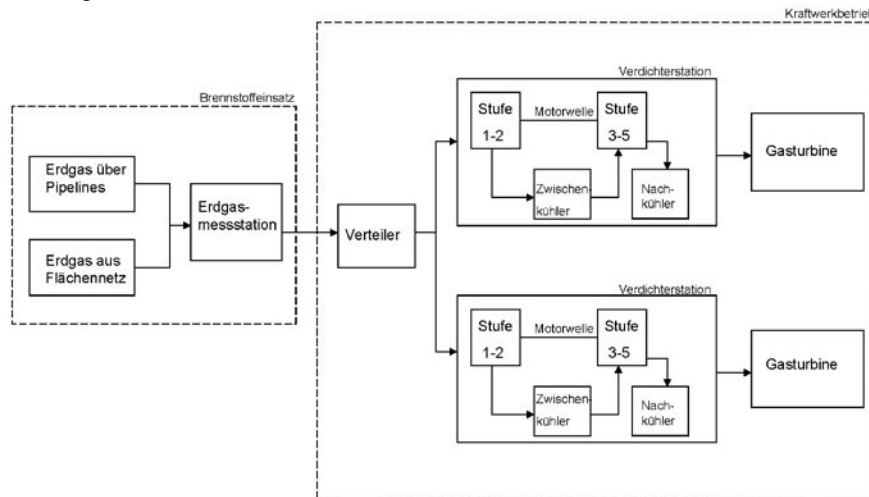 Kraftwerkbetrieb
Brennstoffeinsatz
Erdgas über
Pipelines
Erdgas aus
Flächennetz
Erdgas-
messstation
Verteiler
Verdichterstation
Stufe
1-2
Motorwelle
Stufe
3-5
Zwischen-
kühler
Nach-
kühler
Gasturbine
Verdichterstation
Stufe
1-2
Motorwelle
Stufe
3-5
Zwischen-
kühler
Nach-
kühler
Gasturbine